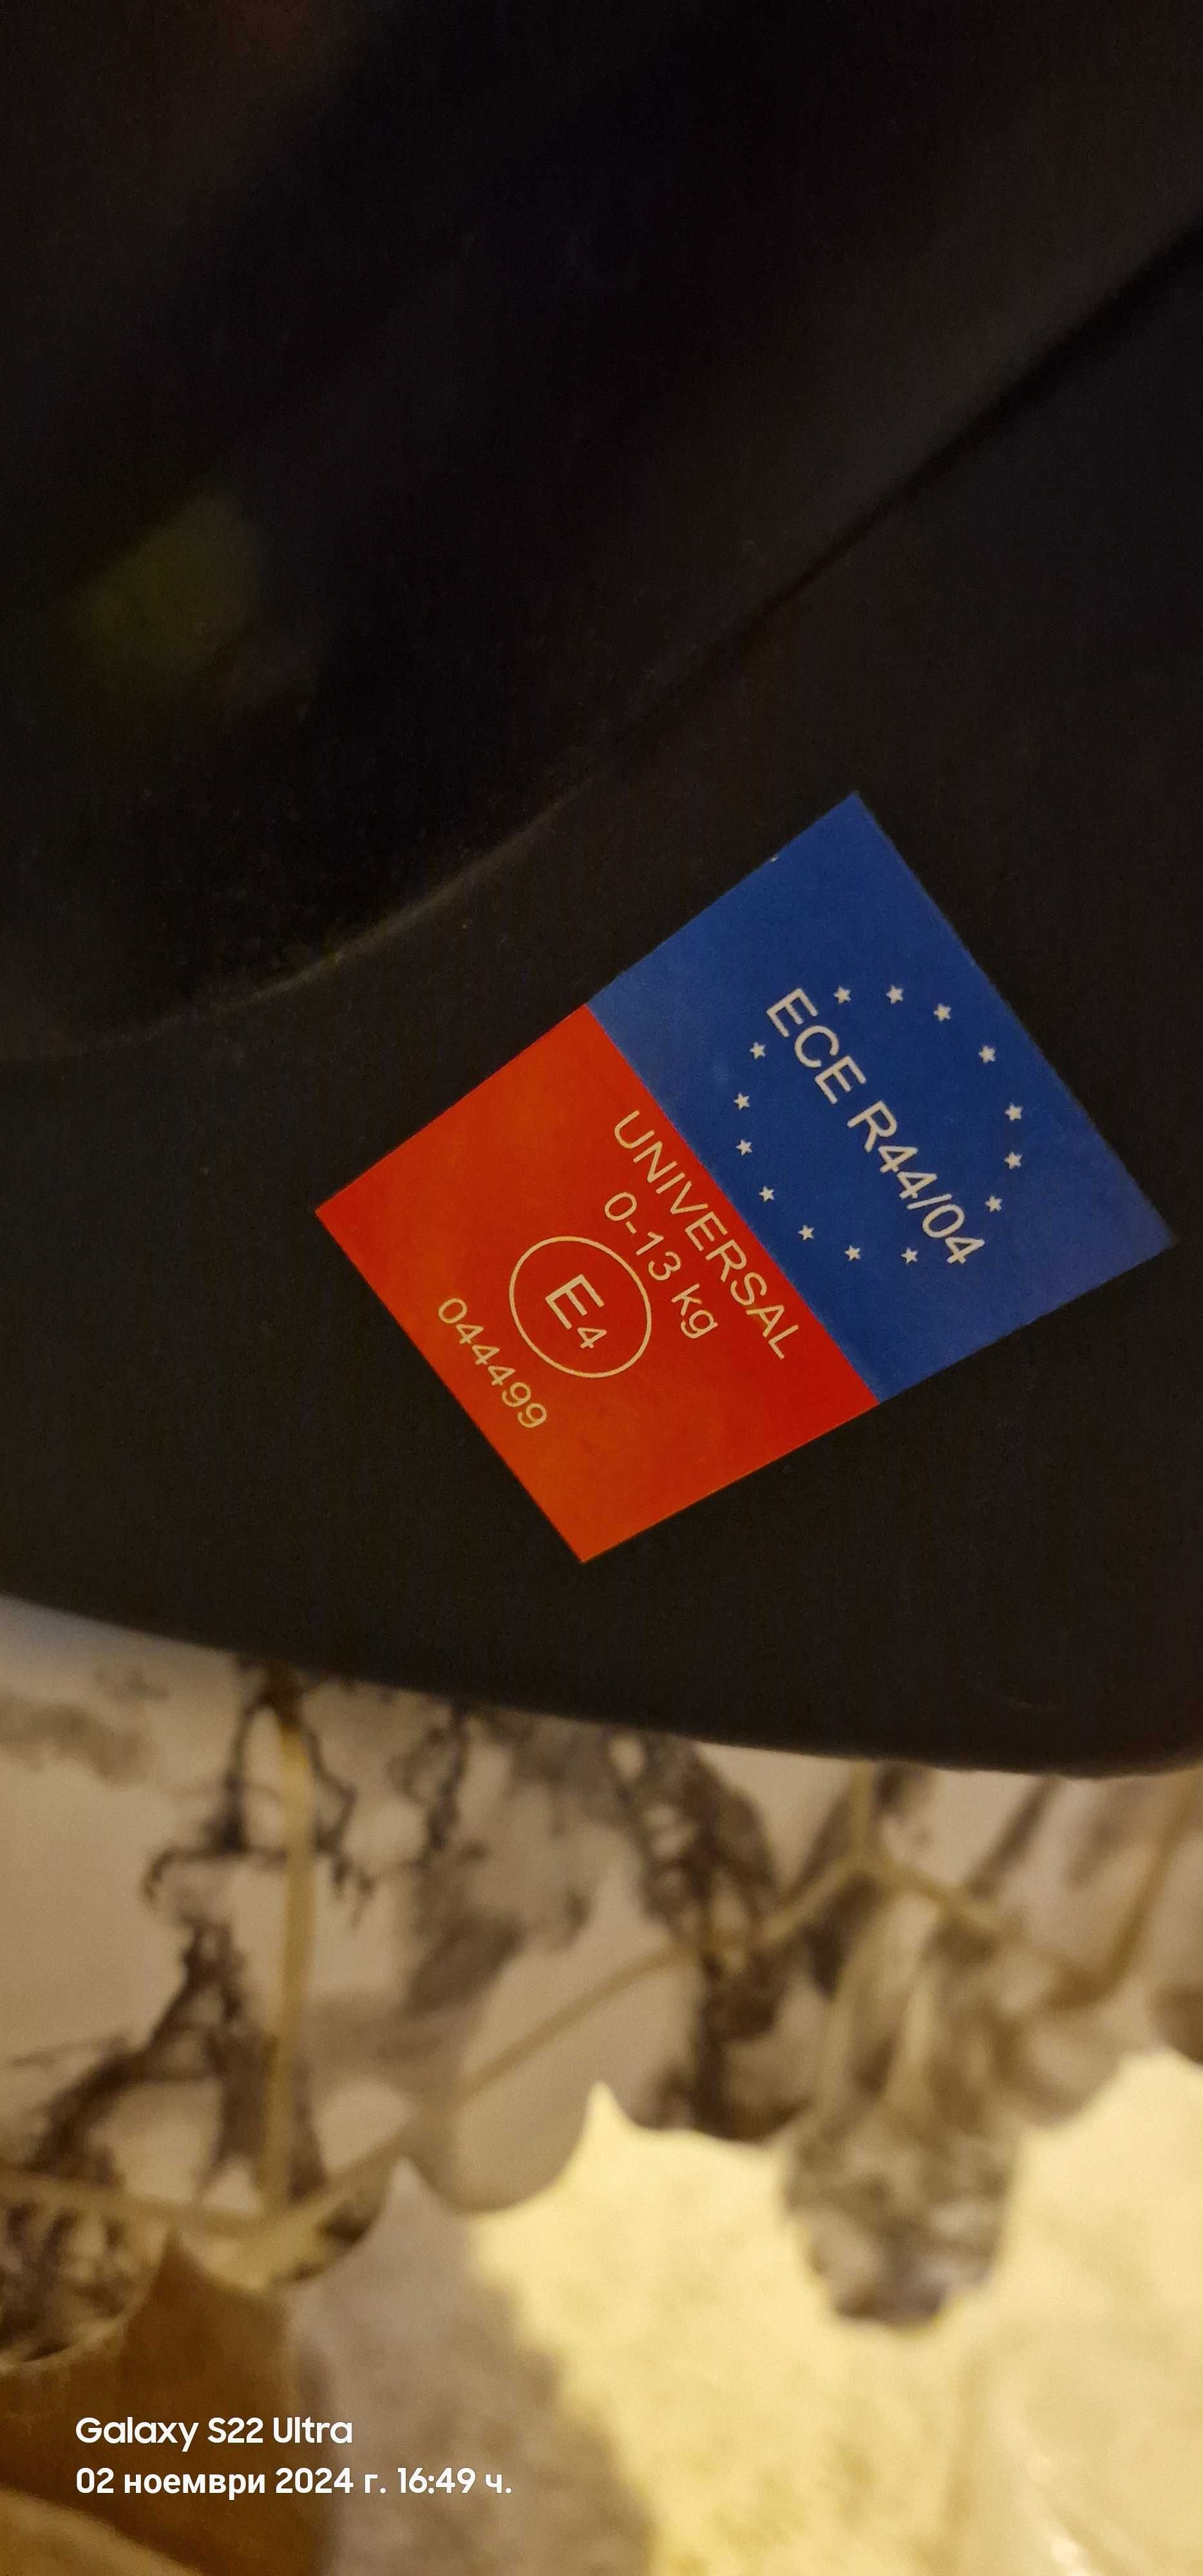 ECE R44/04
UNIVERSAL
0-13 kg
E4
044499
Galaxy S22 Ultra
02 ноември 2024 г. 16:49 ч.